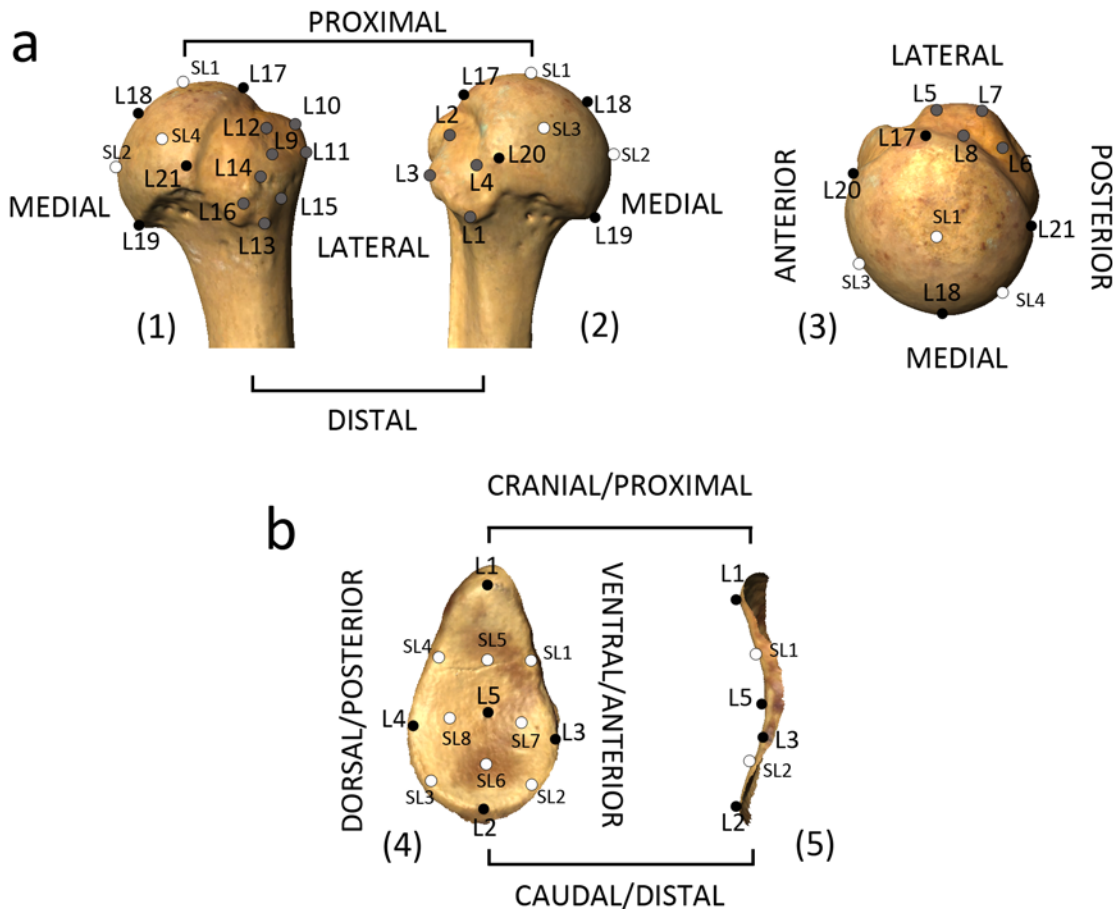 a
PROXIMAL
SL1
L17
L18
L10
L12
L9
SL4
SL2
L11
L14
L21
L15
MEDIAL
L16
L19
L13
LATERAL
(1)
SL1
L17
L18
L2
SL3
L20
SL2
L3
L4
MEDIAL
L1
L19
(2)
DISTAL
LATERAL
L5
L7
L17
L8
L6
L20
ANTERIOR
POSTERIOR
SL1
L21
SL3
L18
SL4
(3)
MEDIAL
b
CRANIAL/PROXIMAL
DORSAL/POSTERIOR
L1
SL4
SL5
SL1
L5
L4
L3
SL8
SL7
SL6
SL3
SL2
L2
(4)
VENTRAL/ANTERIOR
L1
SL1
L5
L3
SL2
L2
(5)
CAUDAL/DISTAL